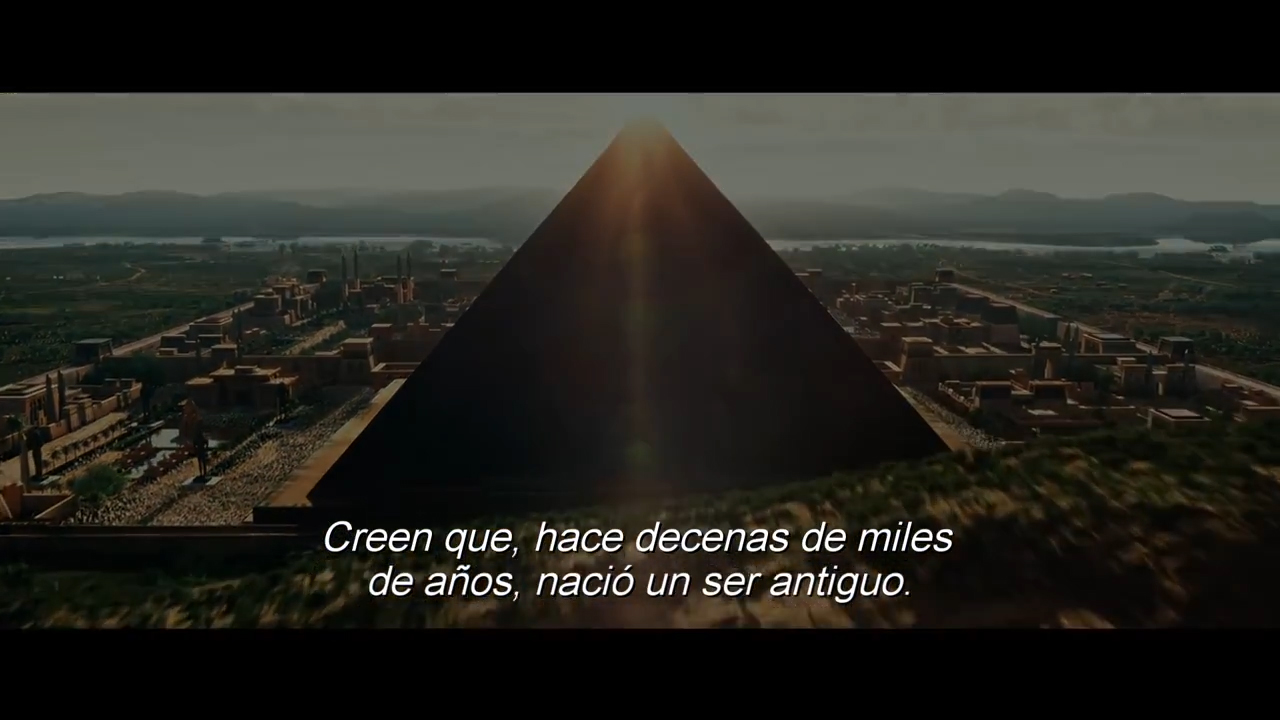 Creen que, hace decenas de miles
de años, nació un ser antiguo.